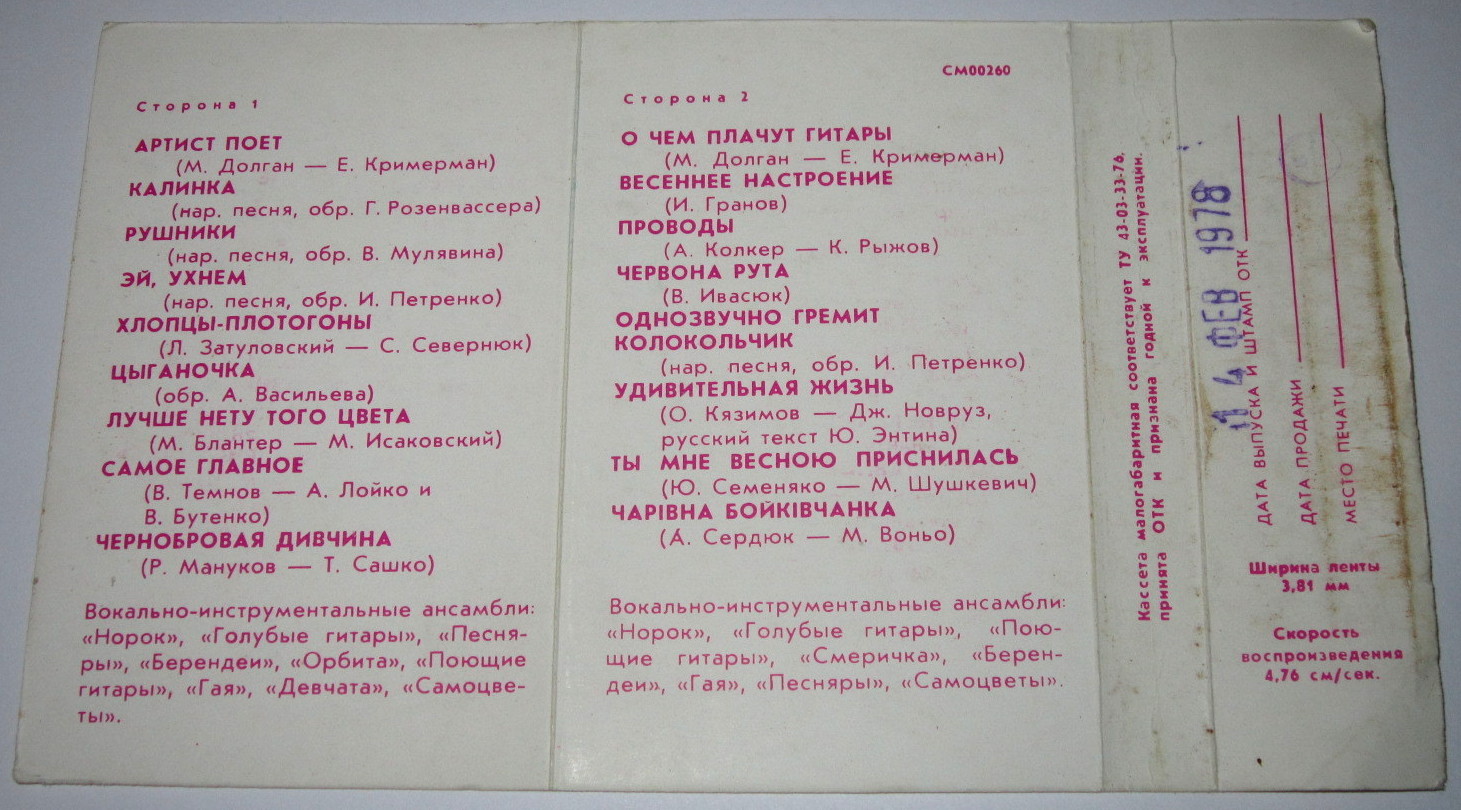 Сторона 1
АРТИСТ ПОЕТ
(М. Долган — Е. Кримерман)
КАЛИНКА
(нар. песня, обр. Г. Розенвассера)
РУШНИКИ
(нар. песня, обр. В. Мулявина)
ЭЙ, УХНЕМ
(нар. песня, обр. И. Петренко)
ХЛОПЦЫ-ПЛОТОГОНЫ
(Л. Затуловский — С. Севернюк)
ЦЫГАНОЧКА
(обр. А. Васильева)
ЛУЧШЕ НЕТУ ТОГО ЦВЕТА
(М. Блантер — М. Исаковский)
САМОЕ ГЛАВНОЕ
(В. Темнов — А. Лойко и
В. Бутенко)
ЧЕРНОБРОВАЯ ДИВЧИНА
(Р. Мануков — Т. Сашко)
Вокально-инструментальные ансамбли:
«Норок», «Голубые гитары», «Песня-
ры», «Берендеи», «Орбита», «Поющие
гитары», «Гая», «Девчата», «Самоцве-
ты».
СМ00260
Сторона 2
О ЧЕМ ПЛАЧУТ ГИТАРЫ
(М. Долган — Е. Кримерман)
ВЕСЕННЕЕ НАСТРОЕНИЕ
(И. Гранов)
ПРОВОДЫ
(А. Колкер — К. Рыжов)
ЧЕРВОНА РУТА
(В. Ивасюк)
ОДНОЗВУЧНО ГРЕМИТ
КОЛОКОЛЬЧИК
(нар. песня, обр. И. Петренко)
УДИВИТЕЛЬНАЯ ЖИЗНЬ
(О. Кязимов — Дж. Новруз,
русский текст Ю. Энтина)
ТЫ МНЕ ВЕСНОЮ ПРИСНИЛАСЬ
(Ю. Семеняко — М. Шушкевич)
ЧАРІВНА БОЙКІВЧАНКА
(А. Сердюк — М. Воньо)
Вокально-инструментальные ансамбли:
«Норок», «Голубые гитары», «Пою-
щие гитары», «Смеричка», «Берен-
деи», «Гая», «Песняры», «Самоцветы».
Кассета малогабаритная соответствует ТУ 43-03-33-76,
принята ОТК и признана годной к эксплуатации.
4 ФЕВ 1978
ДАТА ВЫПУСКА И ШТАМП ОТК
ДАТА ПРОДАЖИ
МЕСТО ПЕЧАТИ
Ширина ленты
3,81 мм
Скорость
воспроизведения
4,76 см/сек.